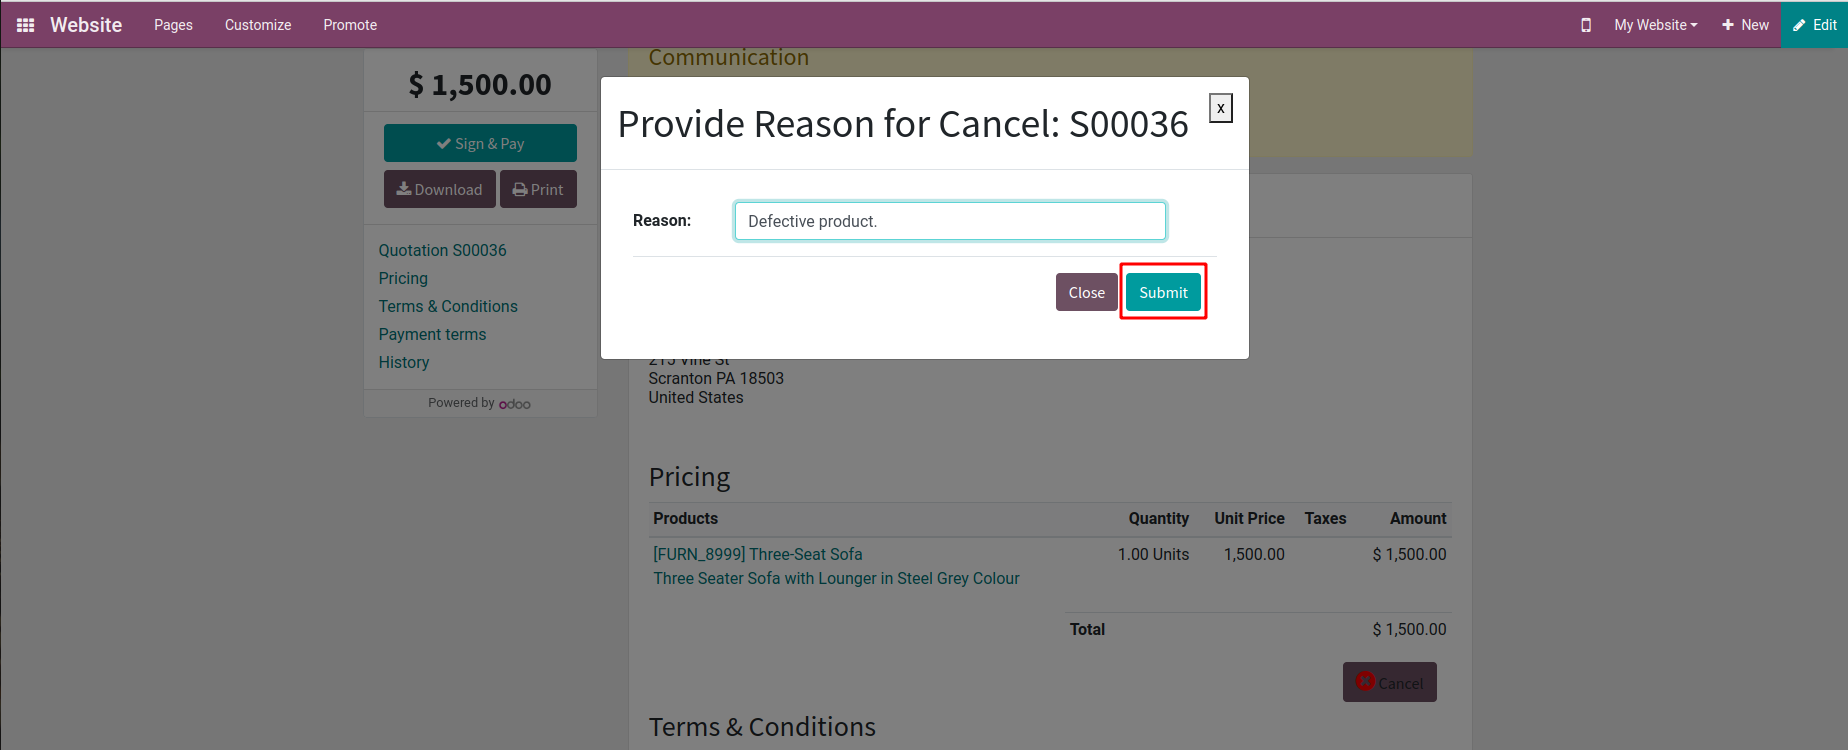 Website Pages Customize Promote My Website New Edit
$ 1,500.00
Sign & Pay
Download Print
Quotation S00036
Pricing
Terms & Conditions
Payment terms
History
Powered by odoo
Communication
Provide Reason for Cancel: S00036 x
Reason: Defective product.
Close Submit
215 Vine St
Scranton PA 18503
United States
Pricing
Products Quantity Unit Price Taxes Amount
[FURN_8999] Three-Seat Sofa 1.00 Units 1,500.00 $ 1,500.00
Three Seater Sofa with Lounger in Steel Grey Colour
Total $ 1,500.00
Cancel
Terms & Conditions